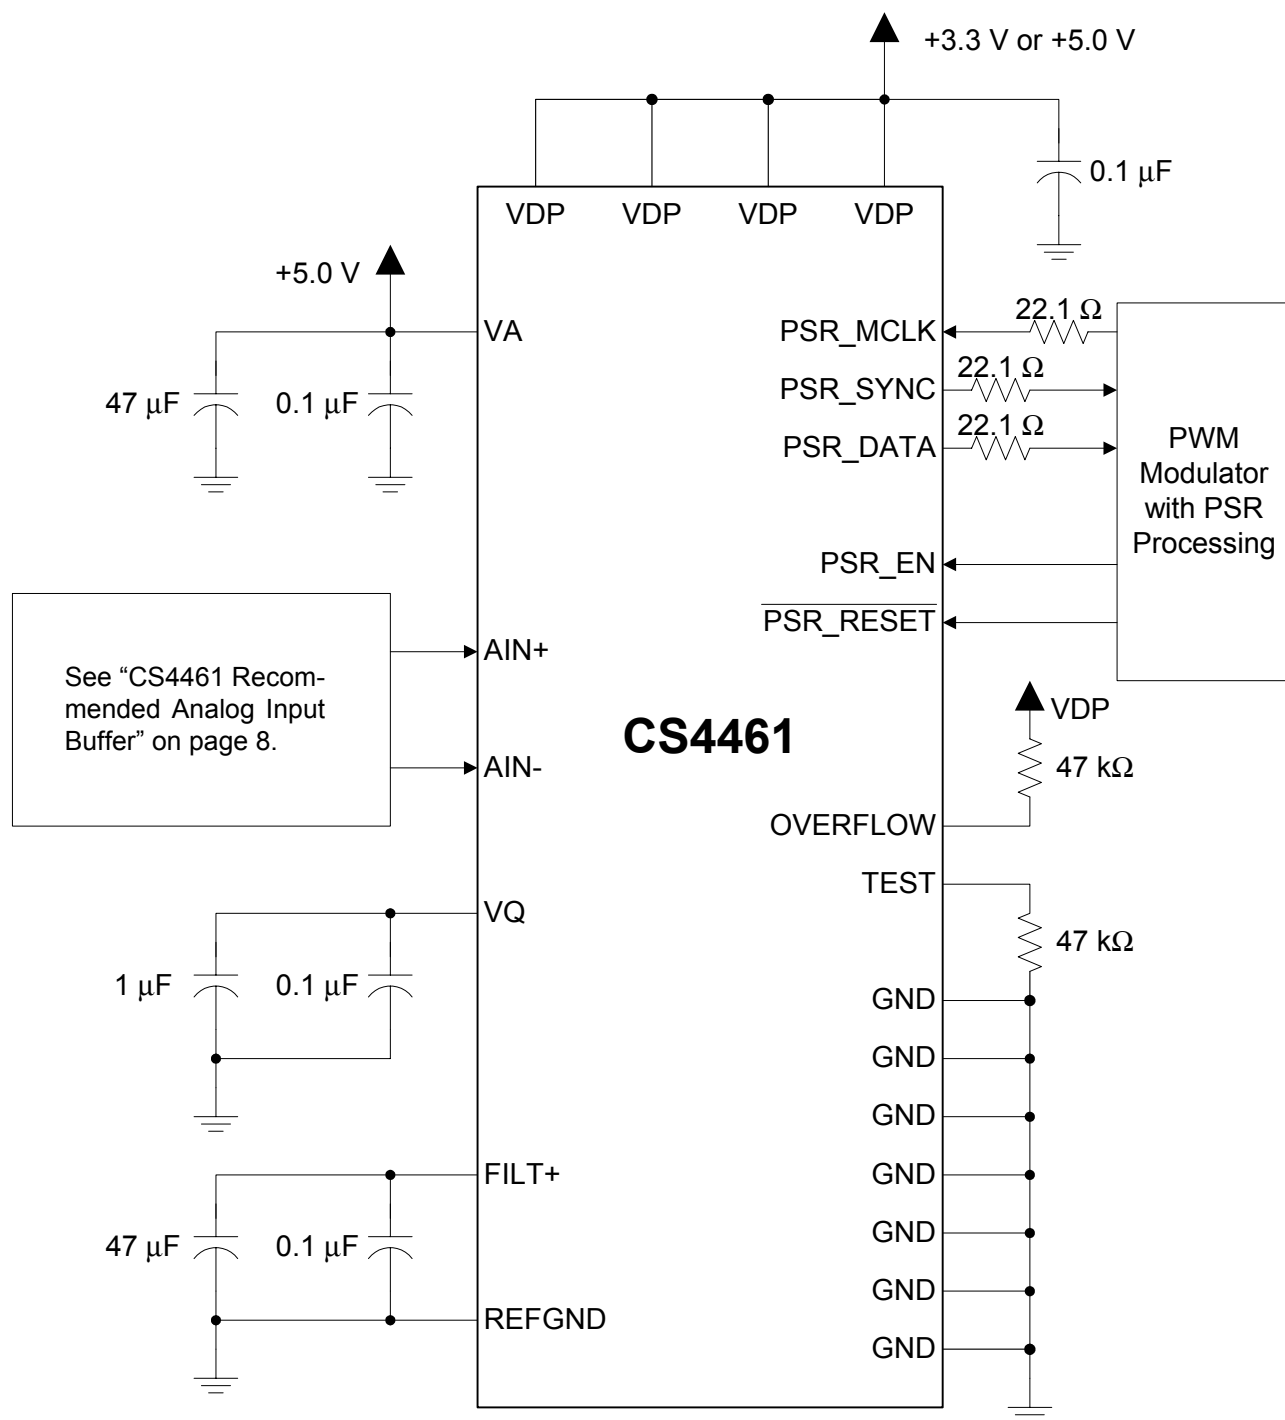 +3.3 V or +5.0 V
0.1 μF
VDP VDP VDP VDP
+5.0 V
VA
47 μF 0.1 μF
PSR_MCLK
22.1 Ω
PSR_SYNC
22.1 Ω
PSR_DATA
22.1 Ω
PWM
Modulator
with PSR
Processing
PSR_EN
PSR_RESET
See “CS4461 Recom-
mended Analog Input
Buffer” on page 8.
AIN+
AIN-
CS4461
VDP
47 kΩ
OVERFLOW
TEST
47 kΩ
VQ
1 μF 0.1 μF
GND
GND
GND
GND
GND
GND
GND
FILT+
47 μF 0.1 μF
REFGND